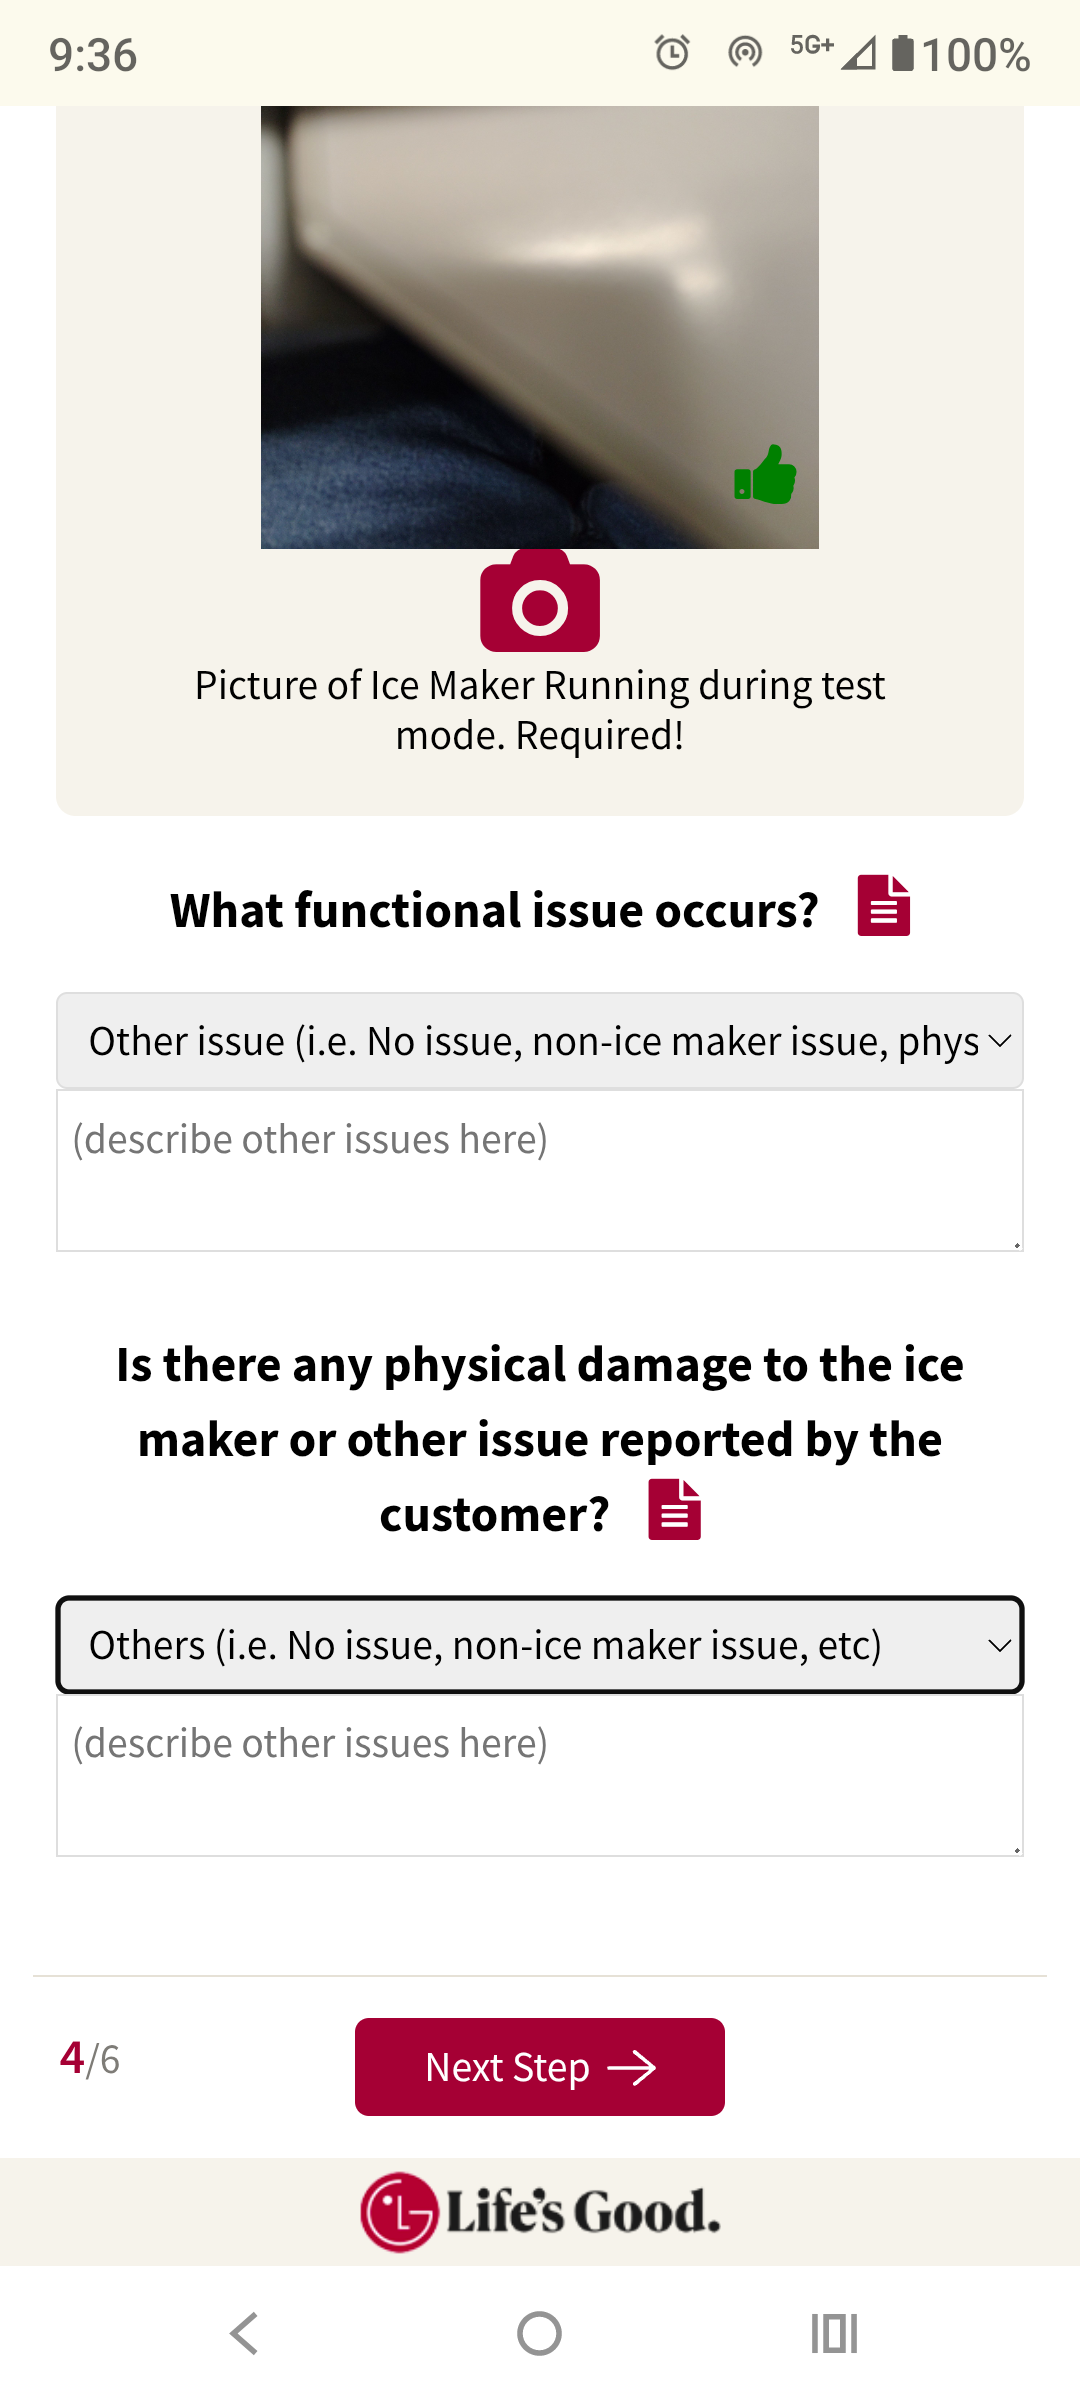 9:36
5G+
100%
Picture of Ice Maker Running during test
mode. Required!
What functional issue occurs?
Other issue (i.e. No issue, non-ice maker issue, phys
(describe other issues here)
Is there any physical damage to the ice
maker or other issue reported by the
customer?
Others (i.e. No issue, non-ice maker issue, etc)
(describe other issues here)
4/6
Next Step
LG Life's Good.